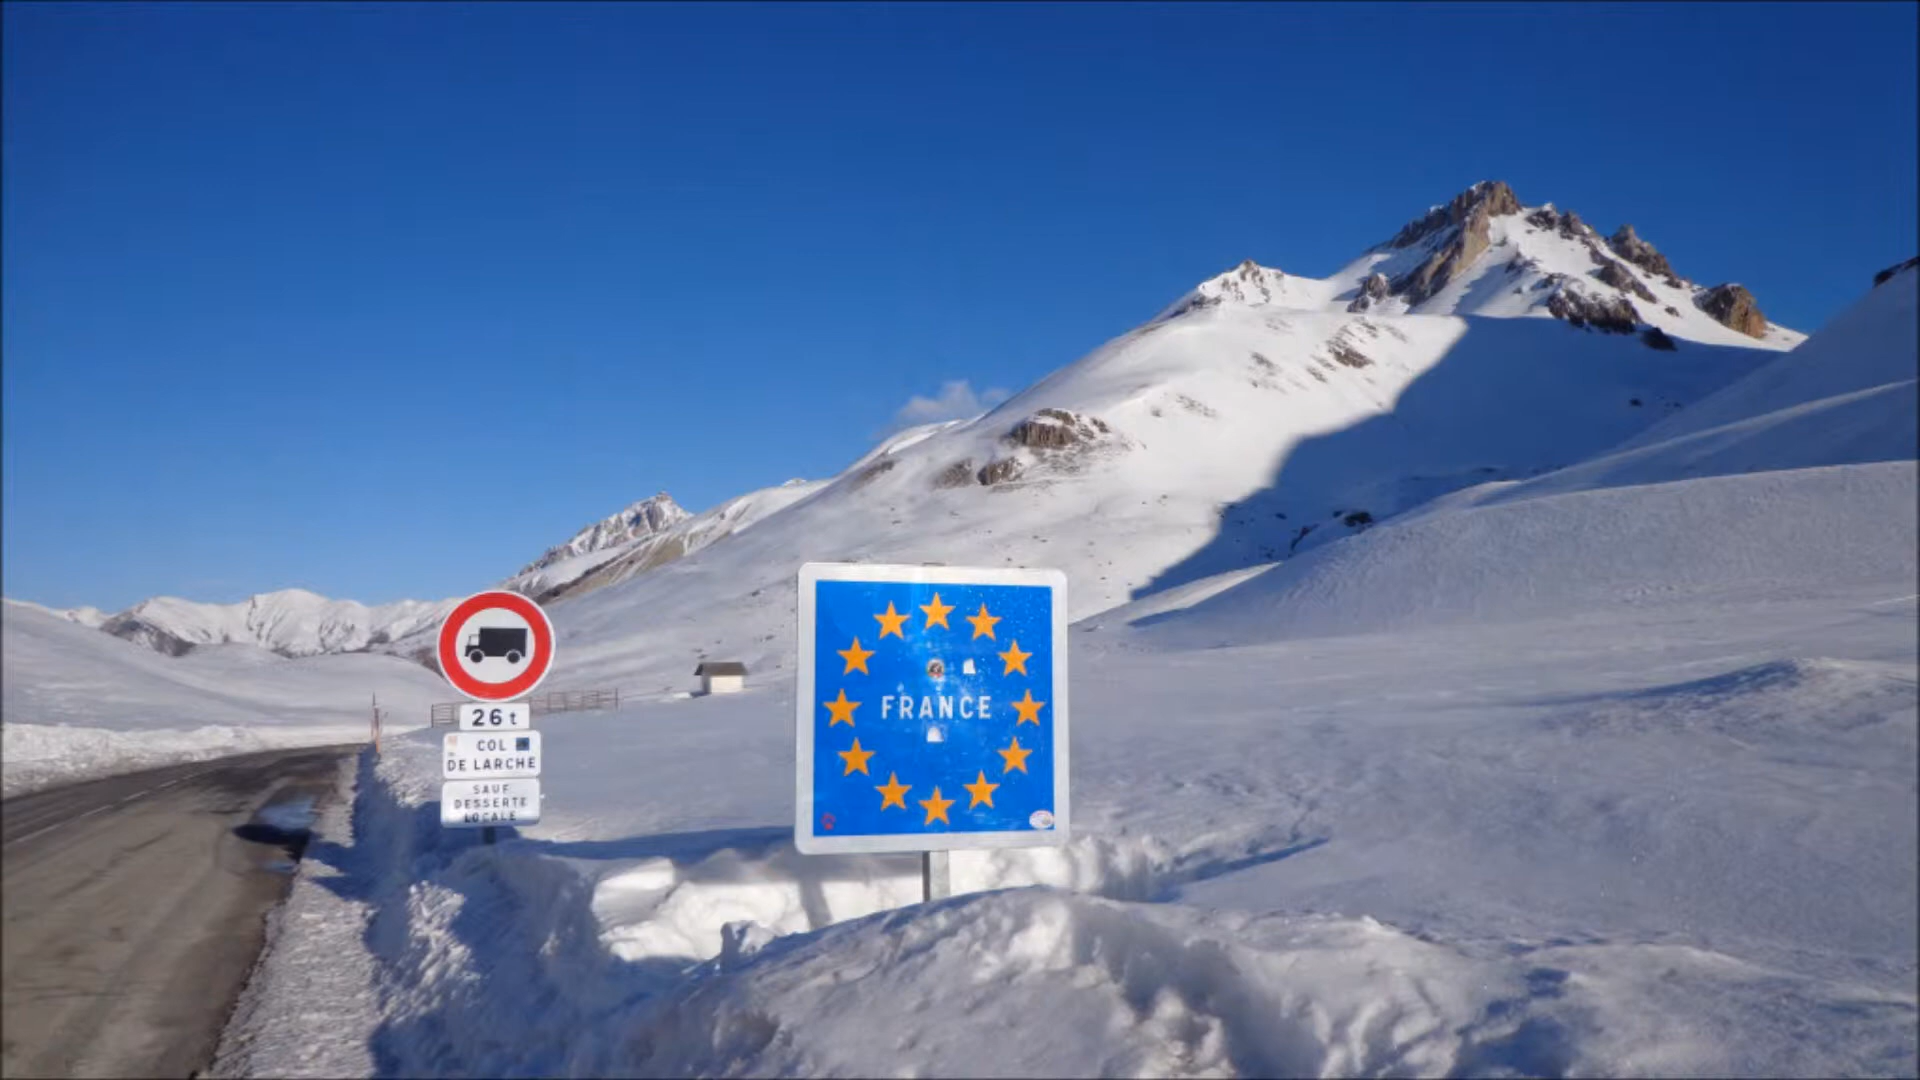 26 t
COL
DE LARCHE
SAUF
DESSERTE
LOCALE
FRANCE